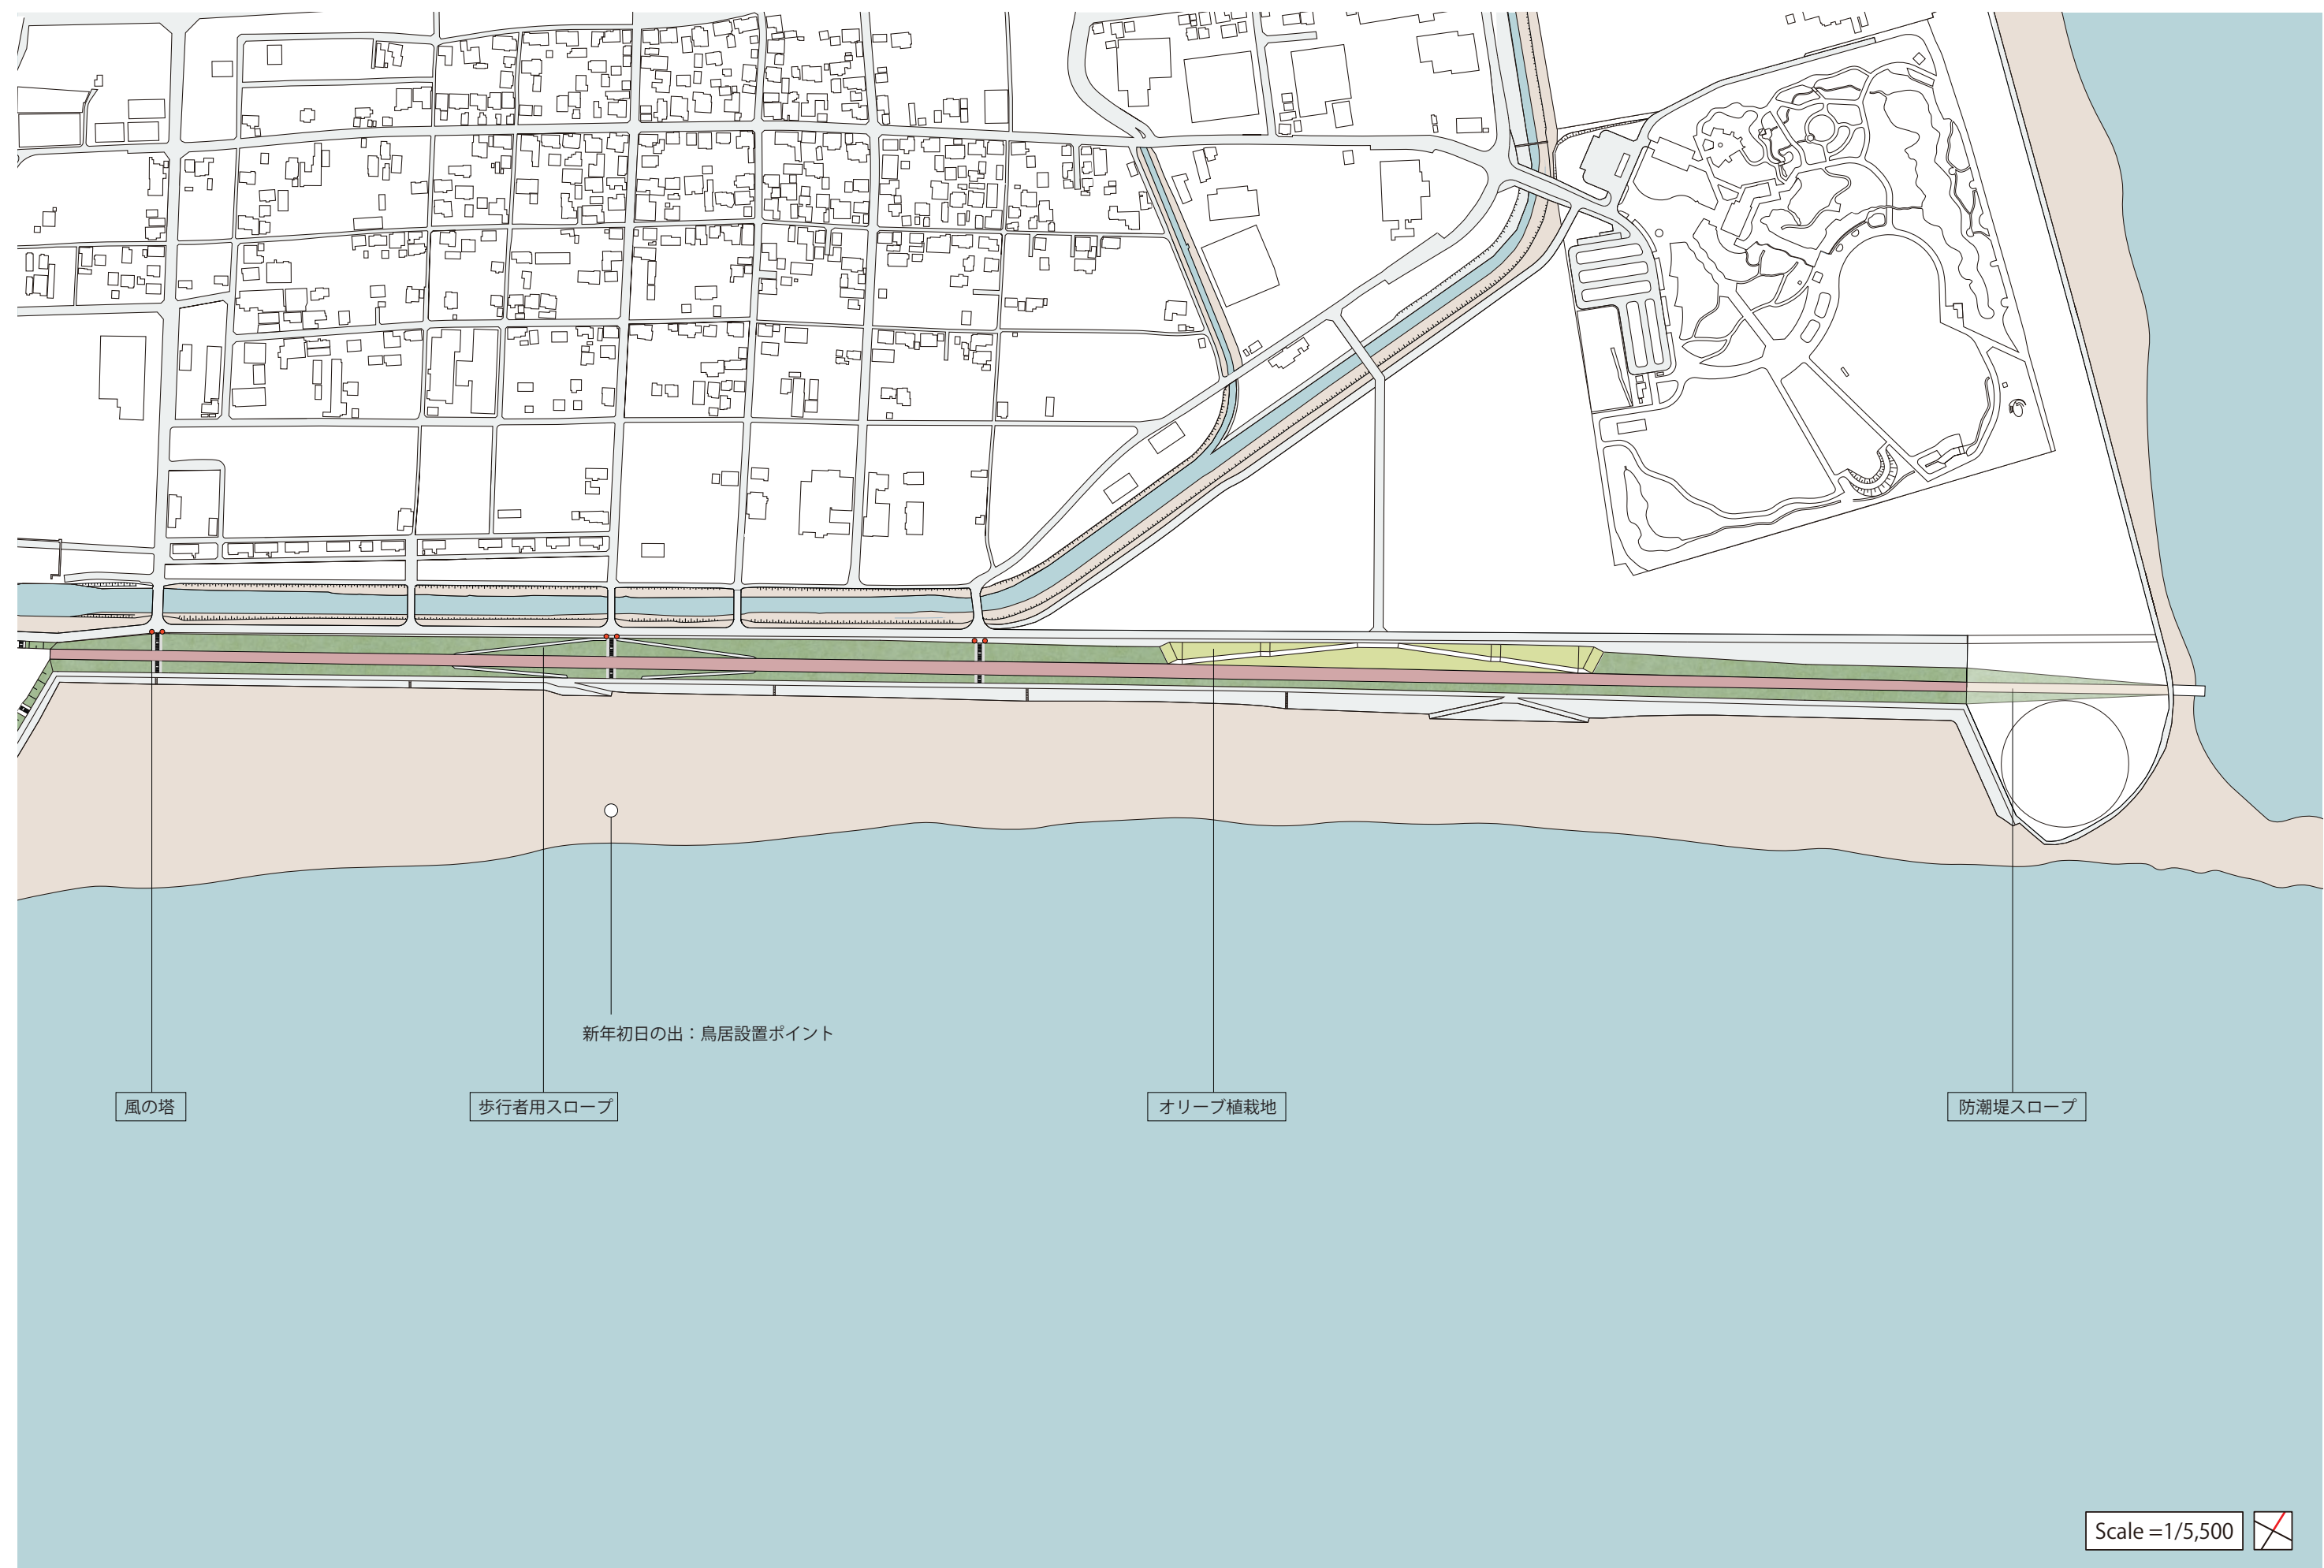 新年初日の出：鳥居設置ポイント
風の塔
歩行者用スロープ
オリーブ植栽地
防潮堤スロープ
Scale =1/5,500